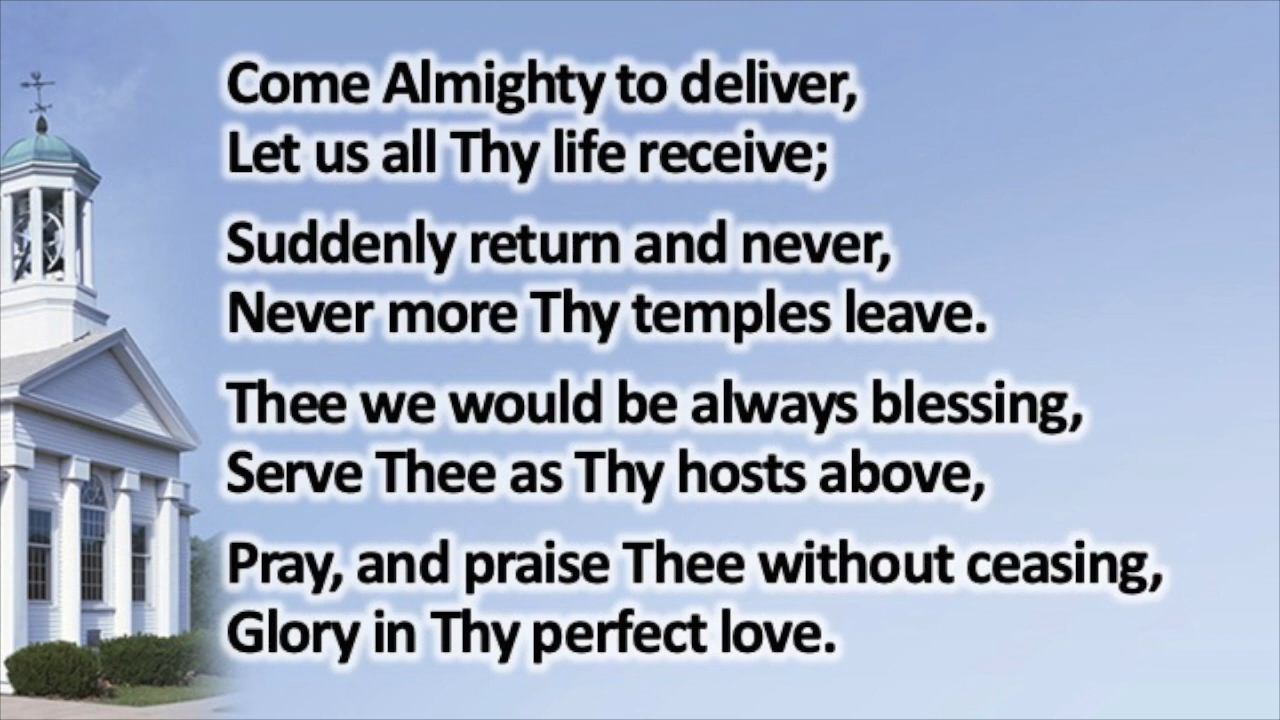 Come Almighty to deliver,
Let us all Thy life receive;
Suddenly return and never,
Never more Thy temples leave.
Thee we would be always blessing,
Serve Thee as Thy hosts above,
Pray, and praise Thee without ceasing,
Glory in Thy perfect love.